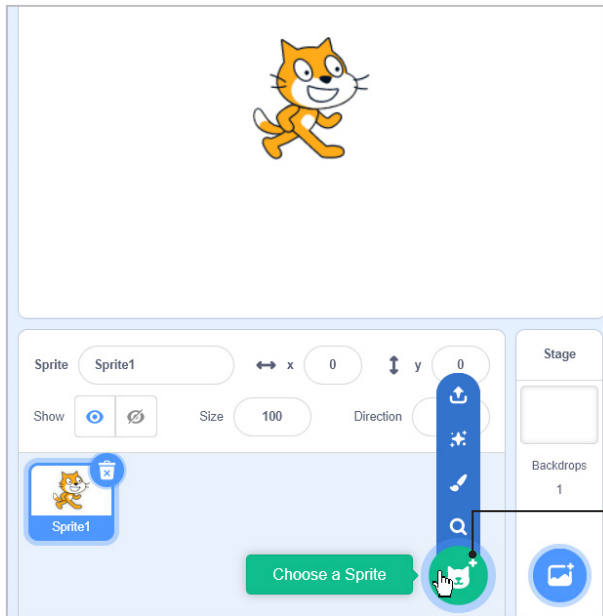 Sprite Sprite1 x 0 y 0
Show Size 100 Direction
Sprite1
Choose a Sprite
Stage
Backdrops
1